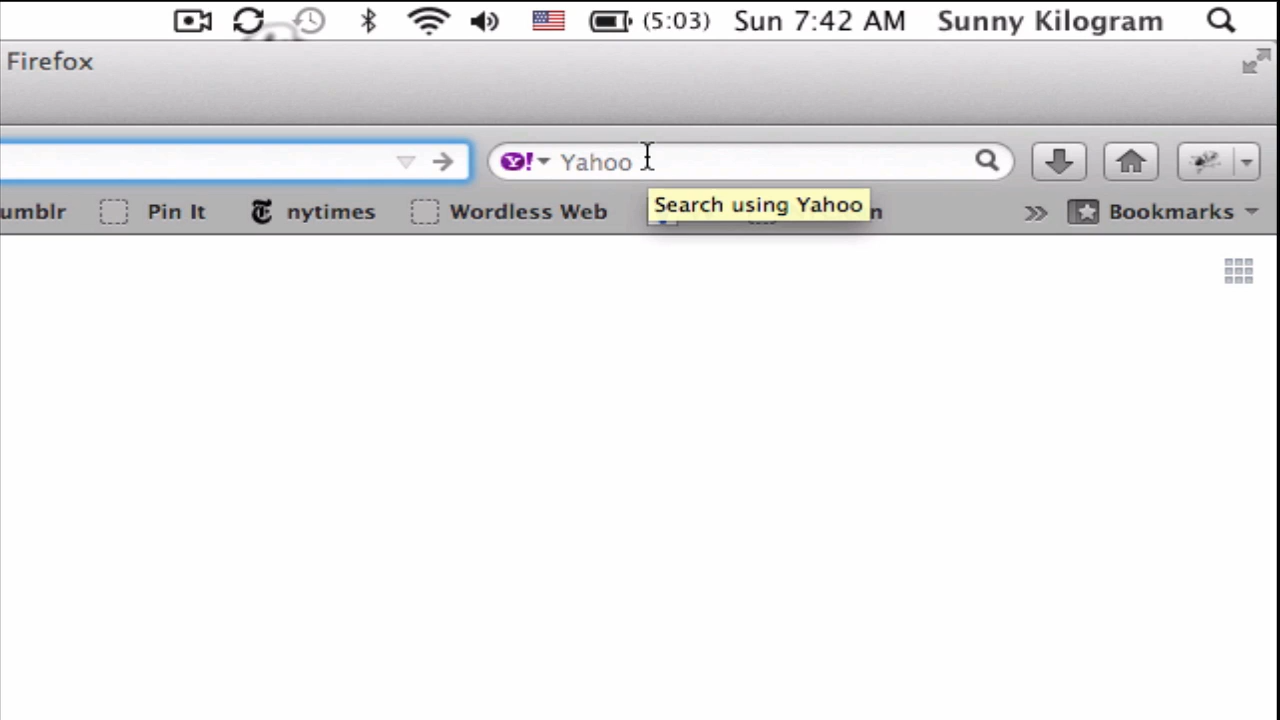 (5:03) Sun 7:42 AM Sunny Kilogram
Firefox
Y! Yahoo
umblr Pin It nytimes Wordless Web n Bookmarks
Search using Yahoo